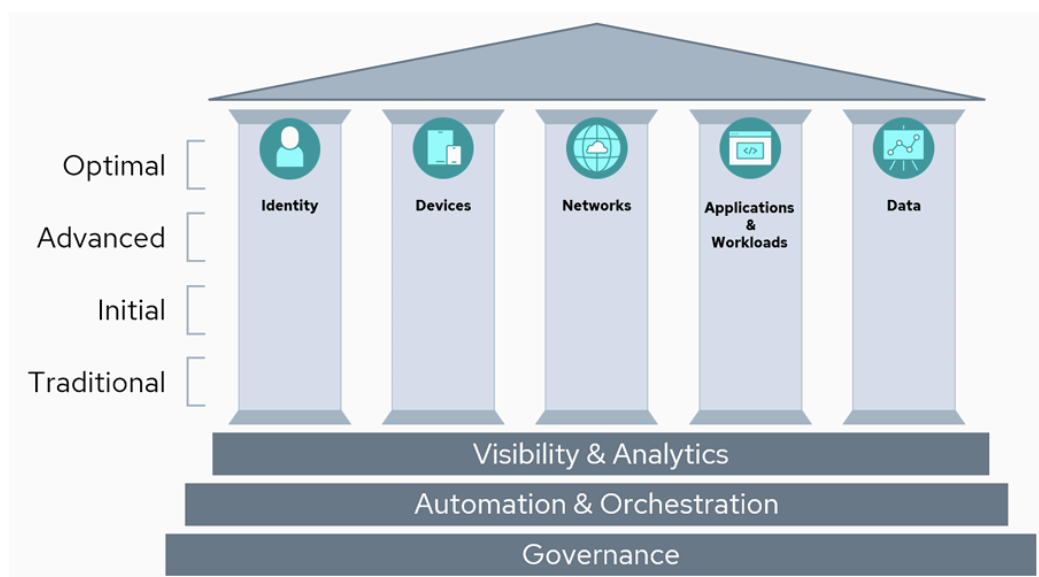 Optimal
Advanced
Initial
Traditional
Identity
Devices
Networks
Applications
&
Workloads
Data
</>
Visibility & Analytics
Automation & Orchestration
Governance